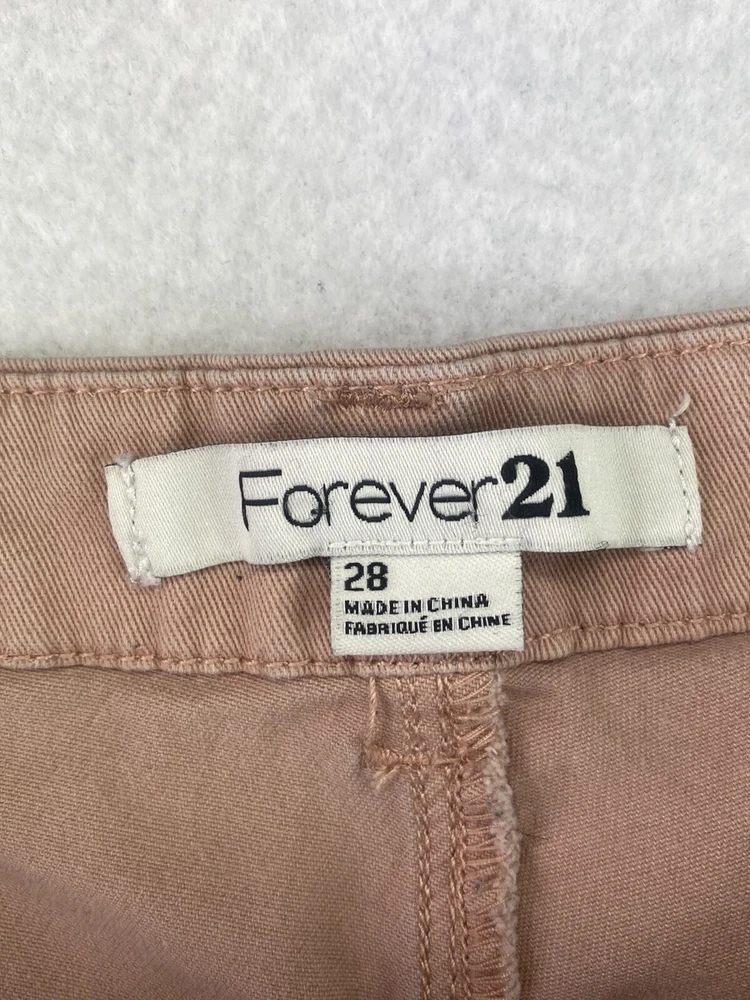 Forever21
28
MADE IN CHINA
FABRIQUÉ EN CHINE